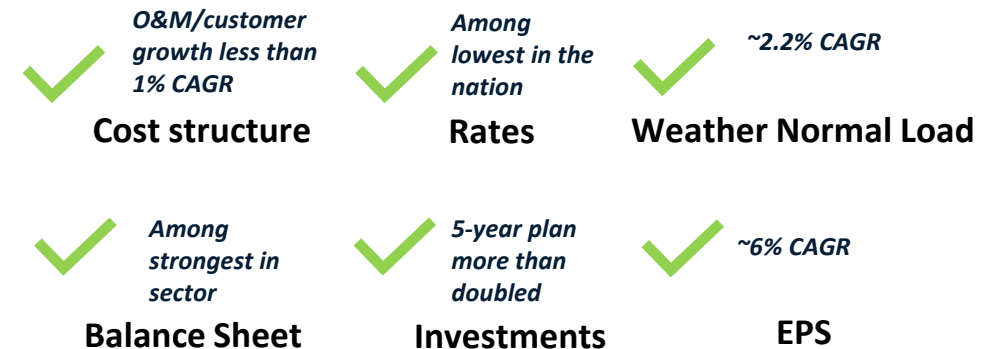 O&M/customer
growth less than
1% CAGR
Cost structure
Among
lowest in the
nation
Rates
~2.2% CAGR
Weather Normal Load
Among
strongest in
sector
Balance Sheet
5-year plan
more than
doubled
Investments
~6% CAGR
EPS